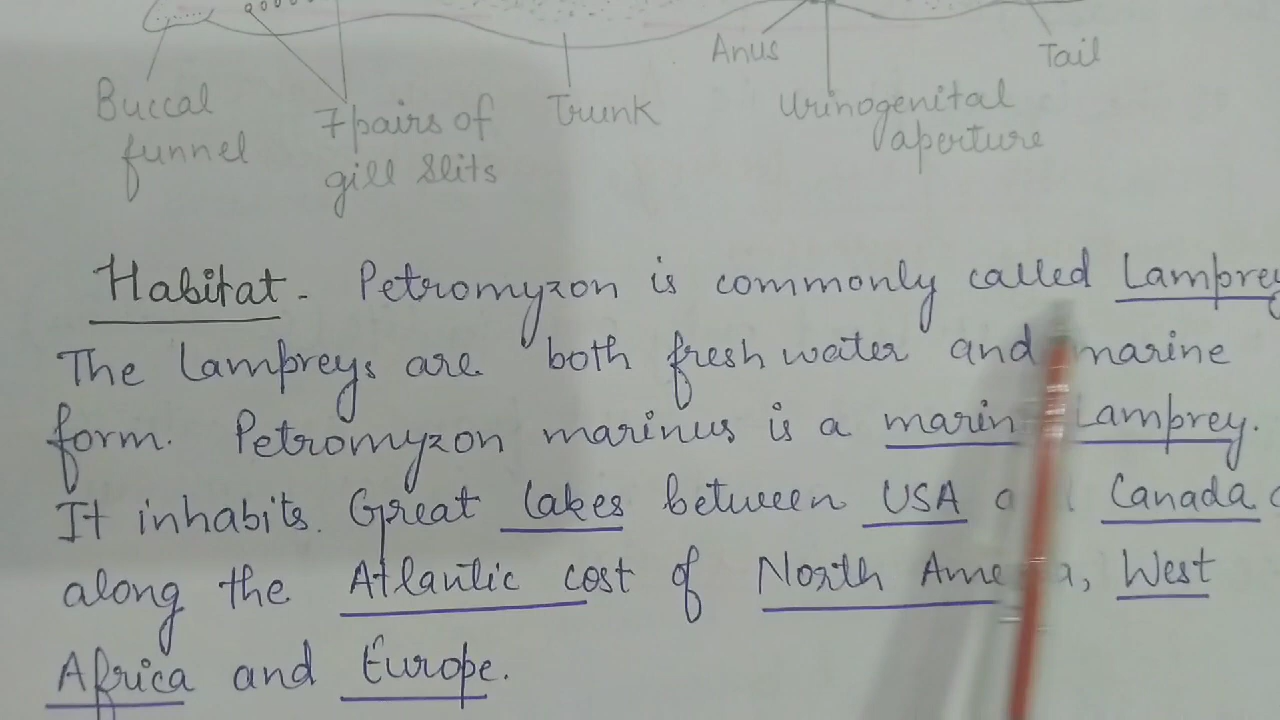 Anus
Tail
Buccal
funnel
7 pairs of
gill slits
Trunk
Urinogenital
aperture
Habitat - Petromyzon is commonly called Lamprey
The Lampreys are both fresh water and marine
form. Petromyzon marinus is a marin Lamprey.
It inhabits. Great Lakes between USA Canada
along the Atlantic cost of North Ame a, West
Africa and Europe.